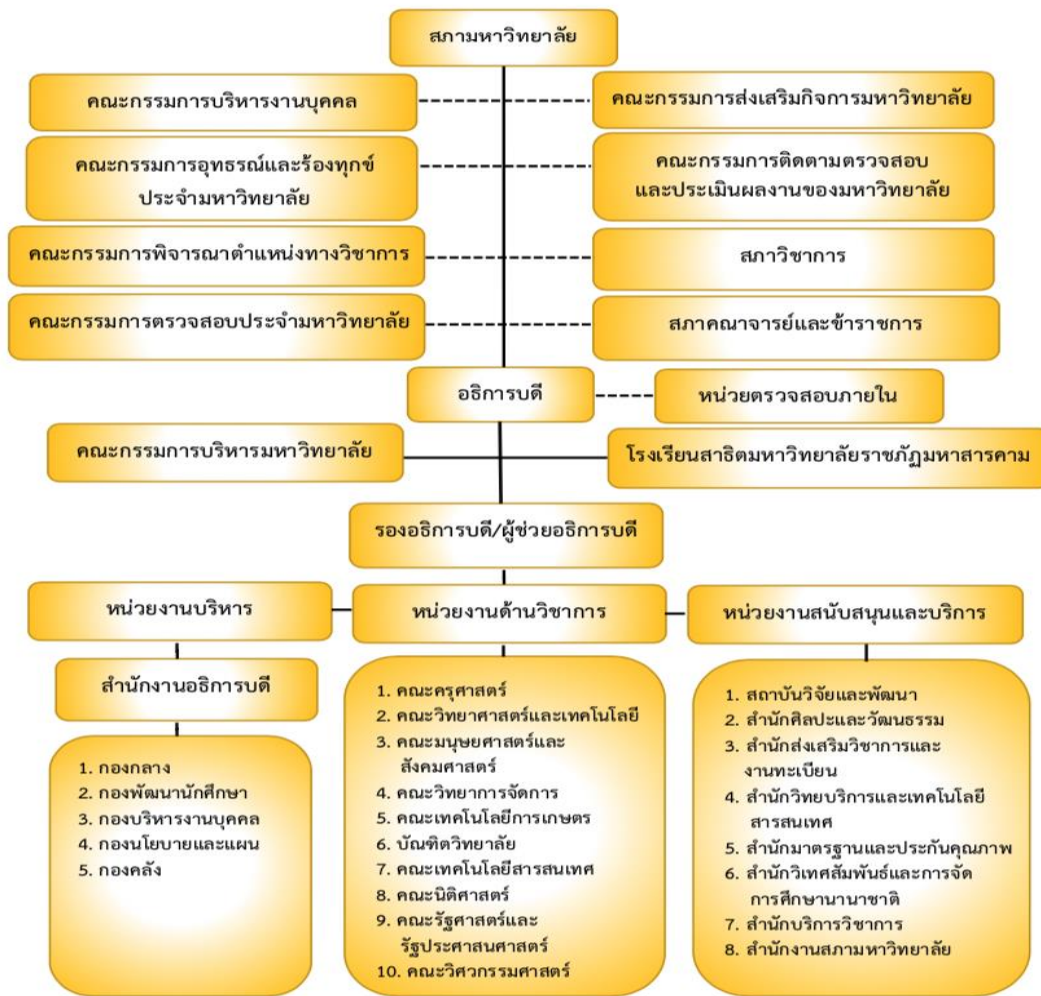 สภามหาวิทยาลัย
คณะกรรมการบริหารงานบุคคล
คณะกรรมการส่งเสริมกิจการมหาวิทยาลัย
คณะกรรมการอุทธรณ์และร้องทุกข์
ประจำมหาวิทยาลัย
คณะกรรมการติดตามตรวจสอบ
และประเมินผลงานของมหาวิทยาลัย
คณะกรรมการพิจารณาตำแหน่งทางวิชาการ
สภาวิชาการ
คณะกรรมการตรวจสอบประจำมหาวิทยาลัย
สภาคณาจารย์และข้าราชการ
อธิการบดี
หน่วยตรวจสอบภายใน
คณะกรรมการบริหารมหาวิทยาลัย
โรงเรียนสาธิตมหาวิทยาลัยราชภัฏมหาสารคาม
รองอธิการบดี/ผู้ช่วยอธิการบดี
หน่วยงานบริหาร
หน่วยงานด้านวิชาการ
หน่วยงานสนับสนุนและบริการ
สำนักงานอธิการบดี
1. กองกลาง
2. กองพัฒนานักศึกษา
3. กองบริหารงานบุคคล
4. กองนโยบายและแผน
5. กองคลัง
1. คณะครุศาสตร์
2. คณะวิทยาศาสตร์และเทคโนโลยี
3. คณะมนุษยศาสตร์และ
สังคมศาสตร์
4. คณะวิทยาการจัดการ
5. คณะเทคโนโลยีการเกษตร
6. บัณฑิตวิทยาลัย
7. คณะเทคโนโลยีสารสนเทศ
8. คณะนิติศาสตร์
9. คณะรัฐศาสตร์และ
รัฐประศาสนศาสตร์
10. คณะวิศวกรรมศาสตร์
1. สถาบันวิจัยและพัฒนา
2. สำนักศิลปะและวัฒนธรรม
3. สำนักส่งเสริมวิชาการและ
งานทะเบียน
4. สำนักวิทยบริการและเทคโนโลยี
สารสนเทศ
5. สำนักมาตรฐานและประกันคุณภาพ
6. สำนักวิเทศสัมพันธ์และการจัด
การศึกษานานาชาติ
7. สำนักบริการวิชาการ
8. สำนักงานสภามหาวิทยาลัย